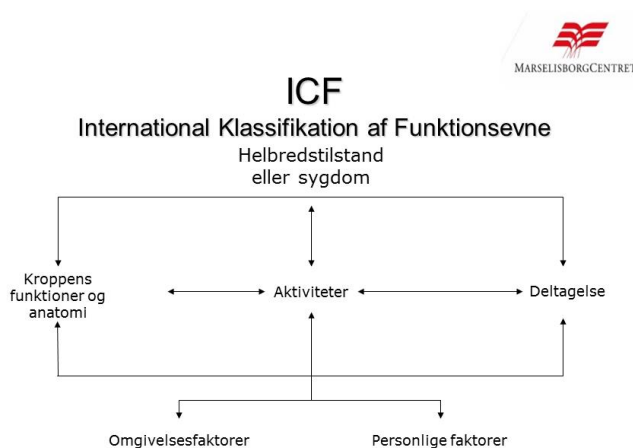 MARSELISBORGCENTRET
ICF
International Klassifikation af Funktionsevne
Helbredstilstand
eller sygdom
Kroppens
funktioner og
anatomi
Aktiviteter
Deltagelse
Omgivelsesfaktorer
Personlige faktorer